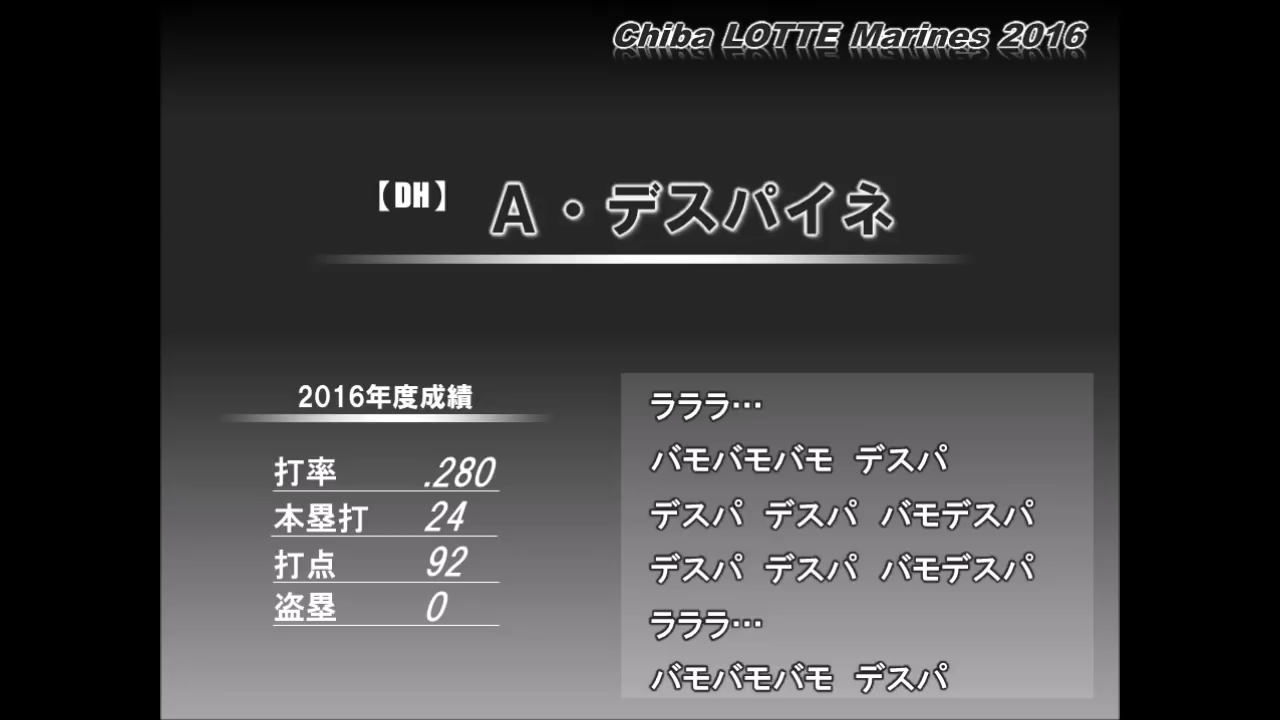 Chiba LOTTE Marines 2016
【DH】 A・デスパイネ
2016年度成績
打率 .280
本塁打 24
打点 92
盗塁 0
ラララ…
バモバモバモ デスパ
デスパ デスパ バモデスパ
デスパ デスパ バモデスパ
ラララ…
バモバモバモ デスパ